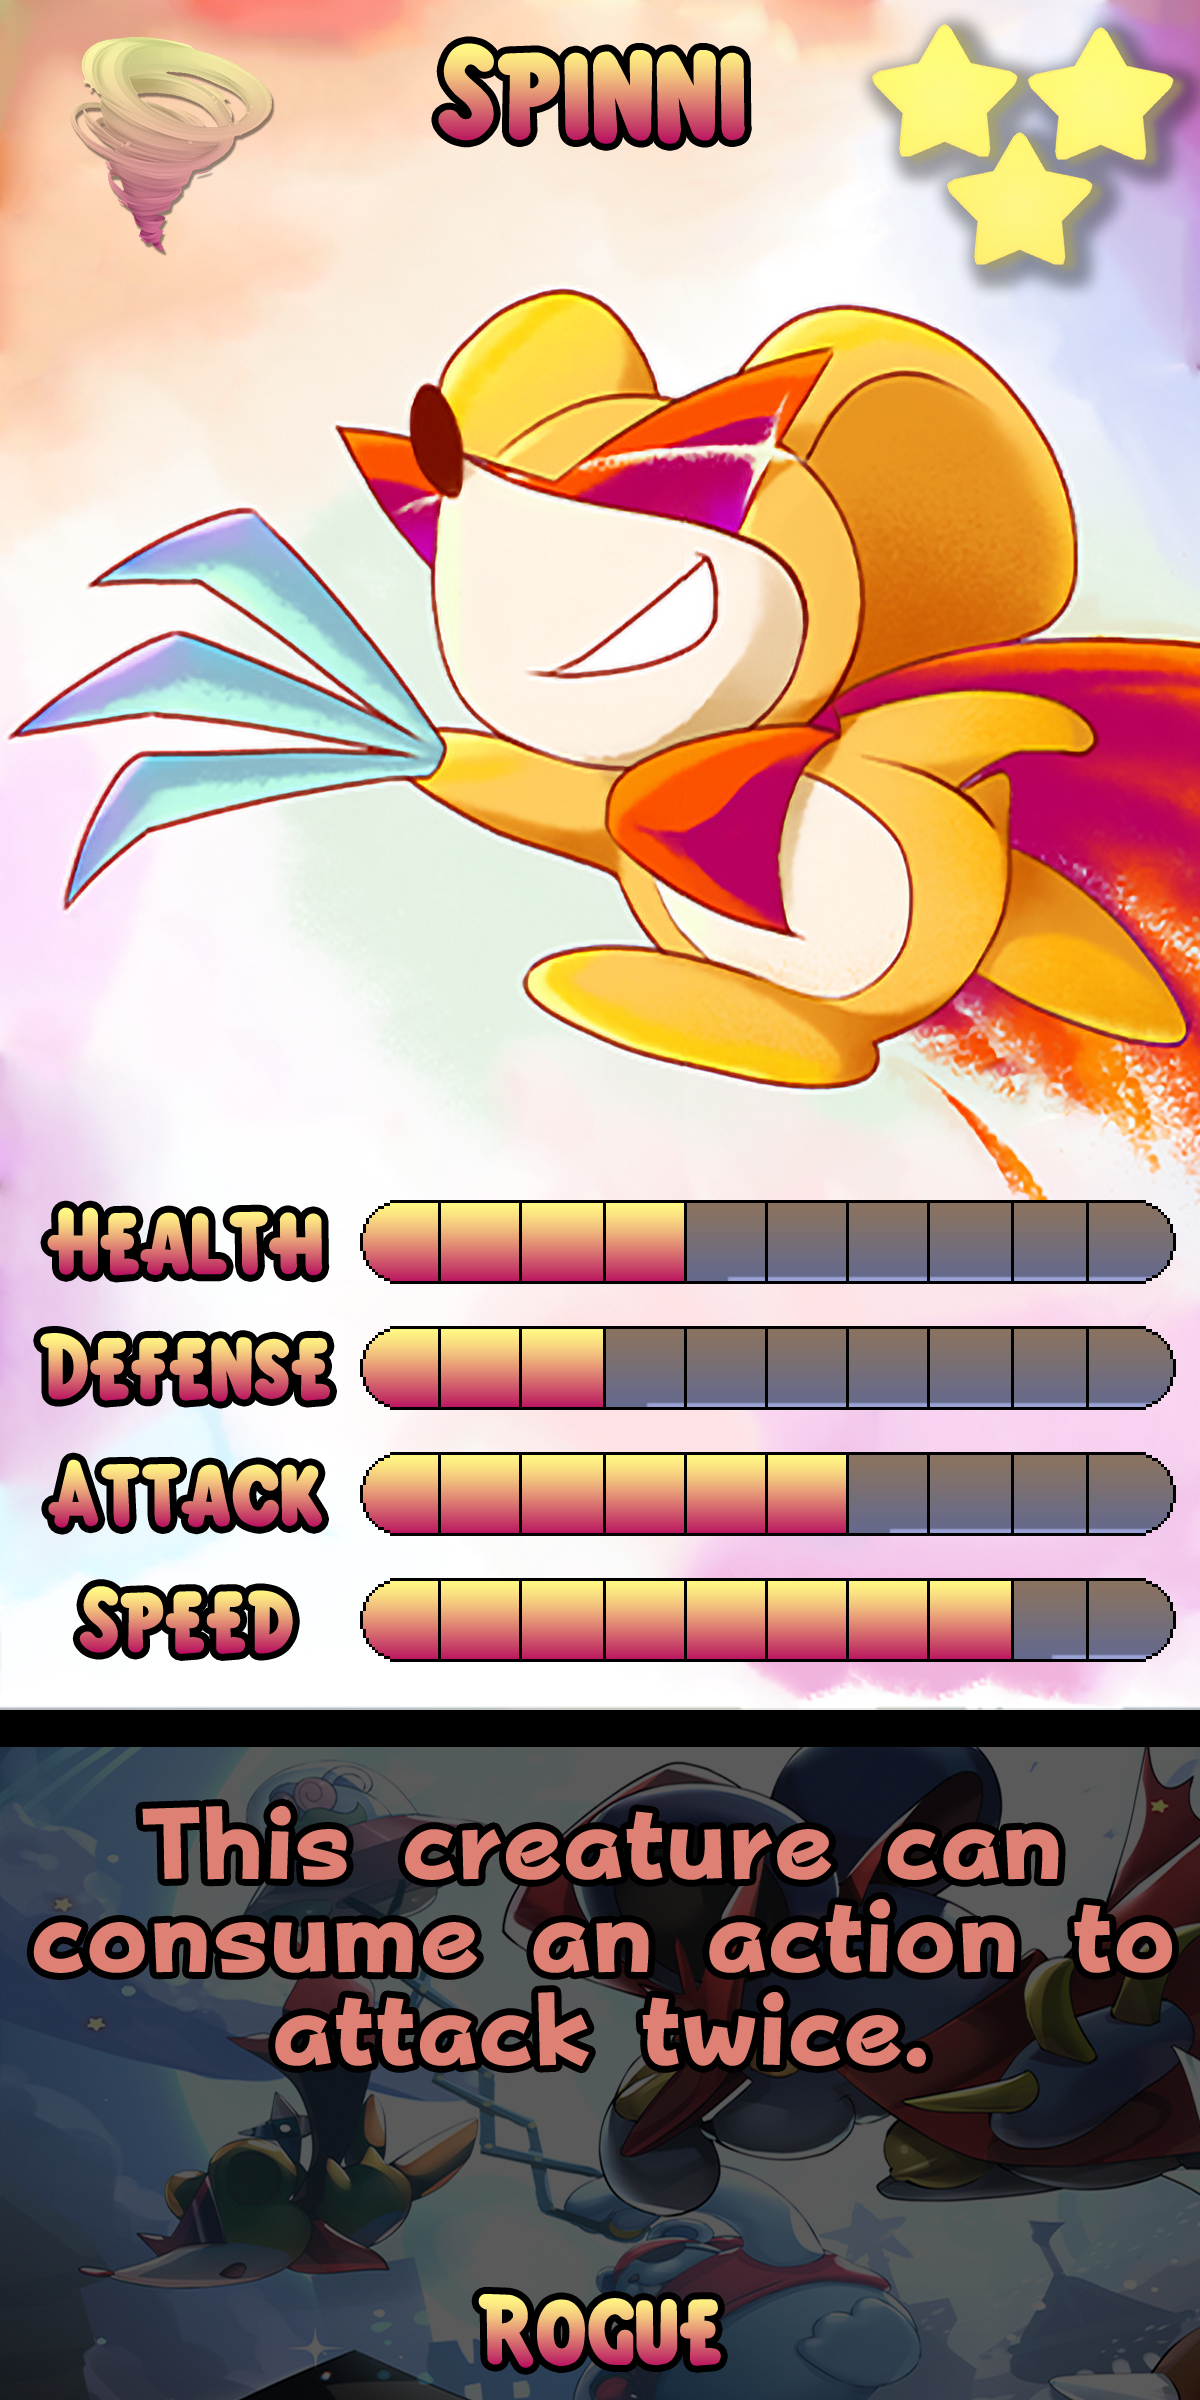 Spinni
Health
Defense
Attack
Speed
This creature can
consume an action to
attack twice.
Rogue